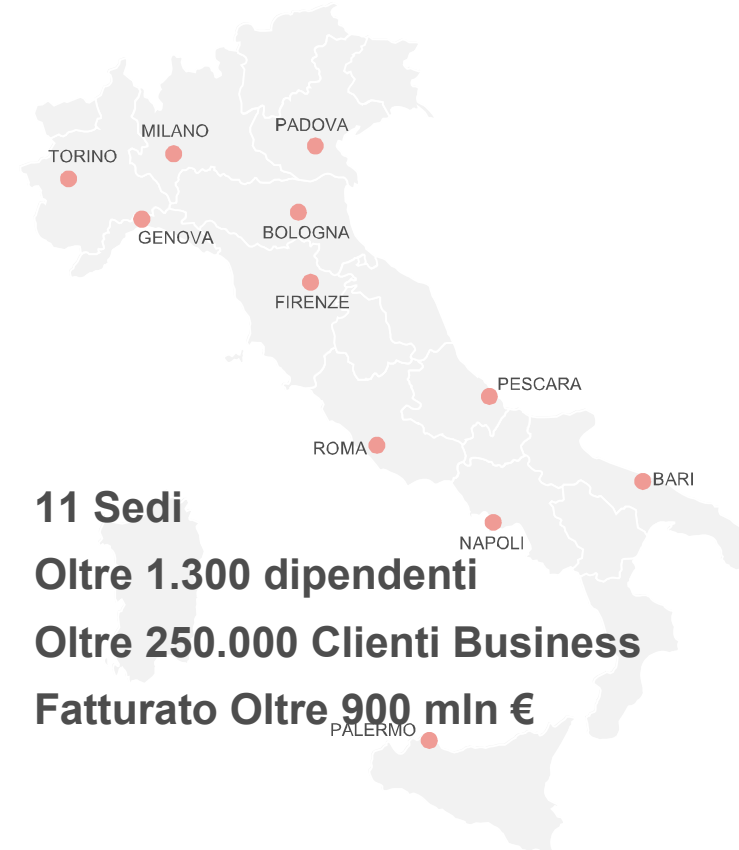 PADOVA
MILANO
TORINO
GENOVA
BOLOGNA
FIRENZE
PESCARA
ROMA
BARI
11 Sedi
NAPOLI
Oltre 1.300 dipendenti
Oltre 250.000 Clienti Business
Fatturato Oltre 900 mln €
PALERMO